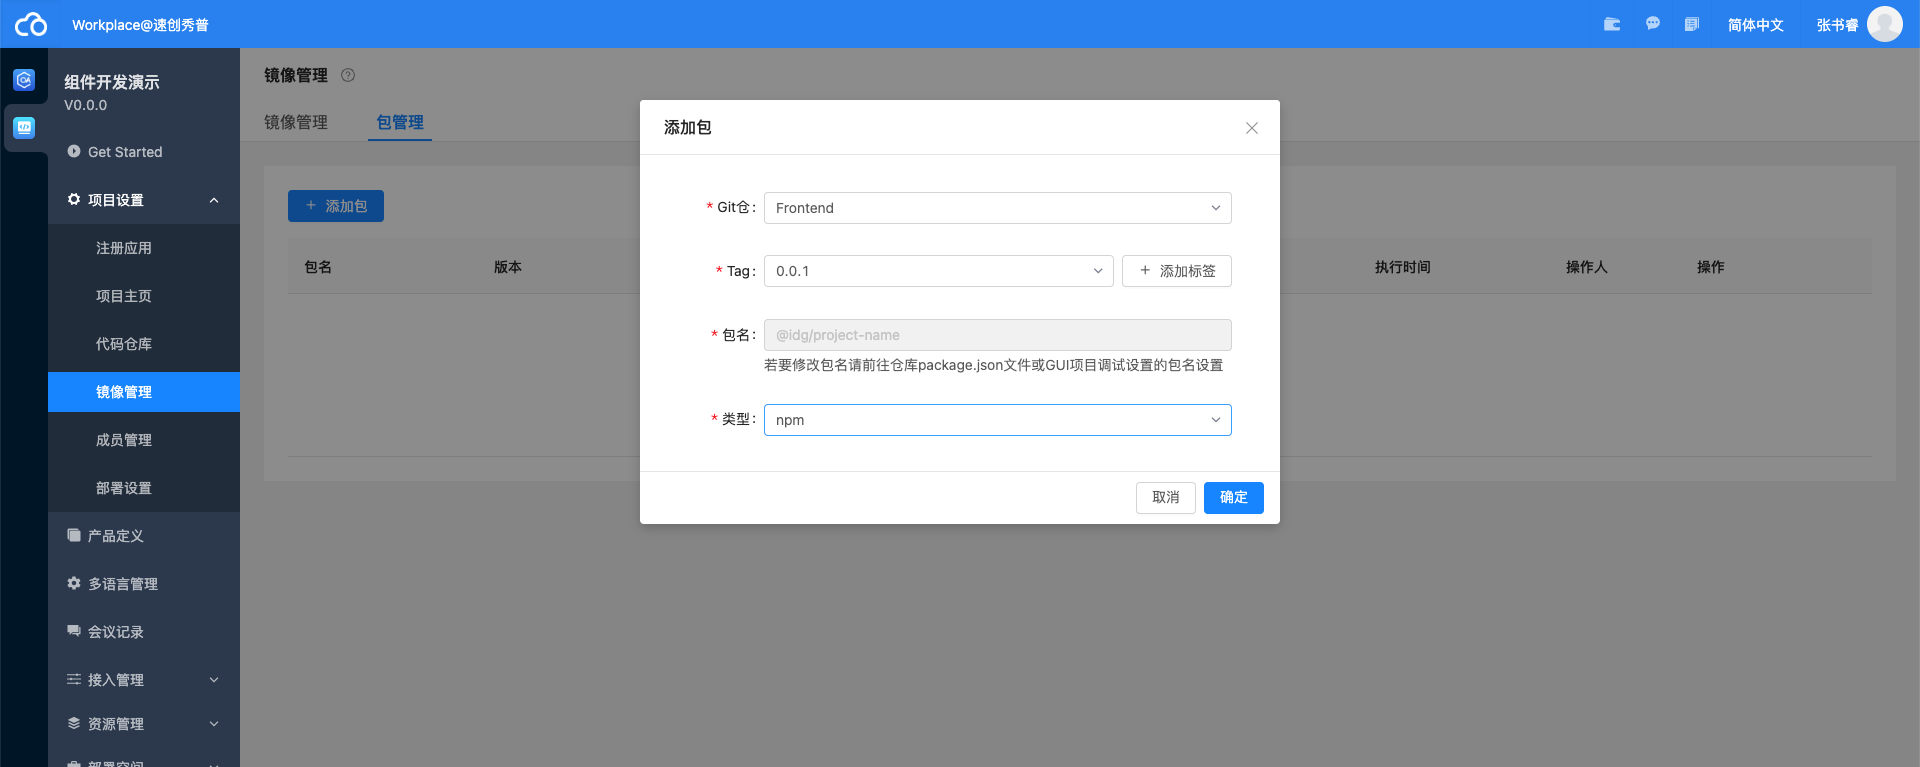 Workplace@速创秀普
简体中文
张书睿
组件开发演示
V0.0.0
Get Started
项目设置
注册应用
项目主页
代码仓库
镜像管理
成员管理
部署设置
产品定义
多语言管理
会议记录
接入管理
资源管理
部署空间
镜像管理
镜像管理
包管理
添加包
包名
版本
执行时间
操作人
操作
添加包
* Git仓:
Frontend
* Tag:
0.0.1
添加标签
* 包名:
@idg/project-name
若要修改包名请前往仓库package.json文件或GUI项目调试设置的包名设置
* 类型:
npm
取消
确定